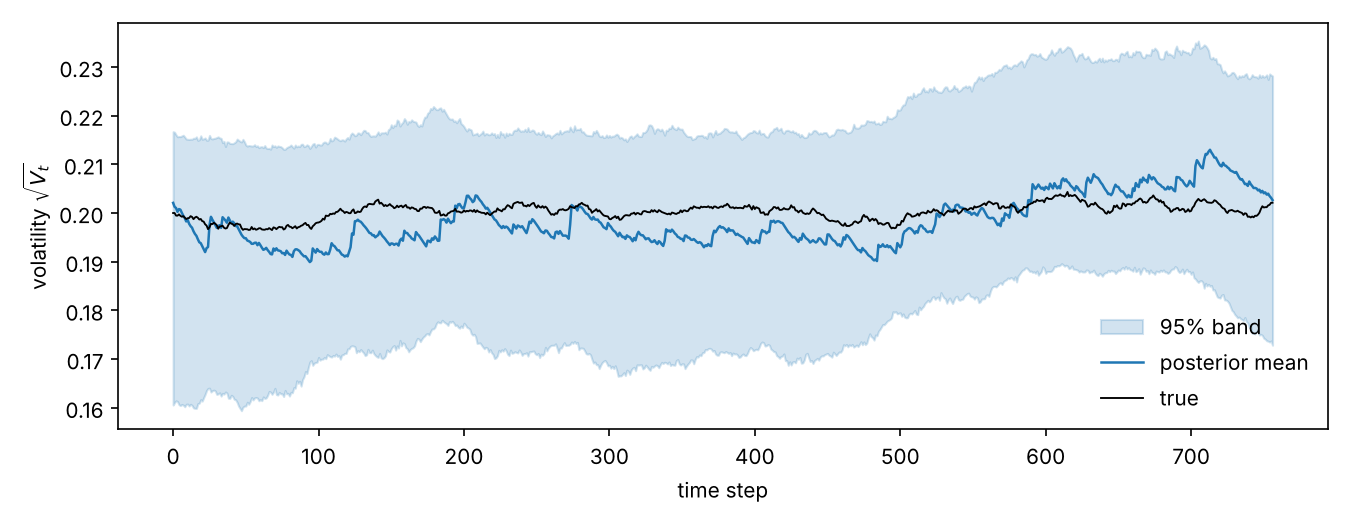 0.23
0.22
0.21
0.20
0.19
0.18
0.17
0.16
volatility √Vₜ
0 100 200 300 400 500 600 700
time step
95% band
posterior mean
true